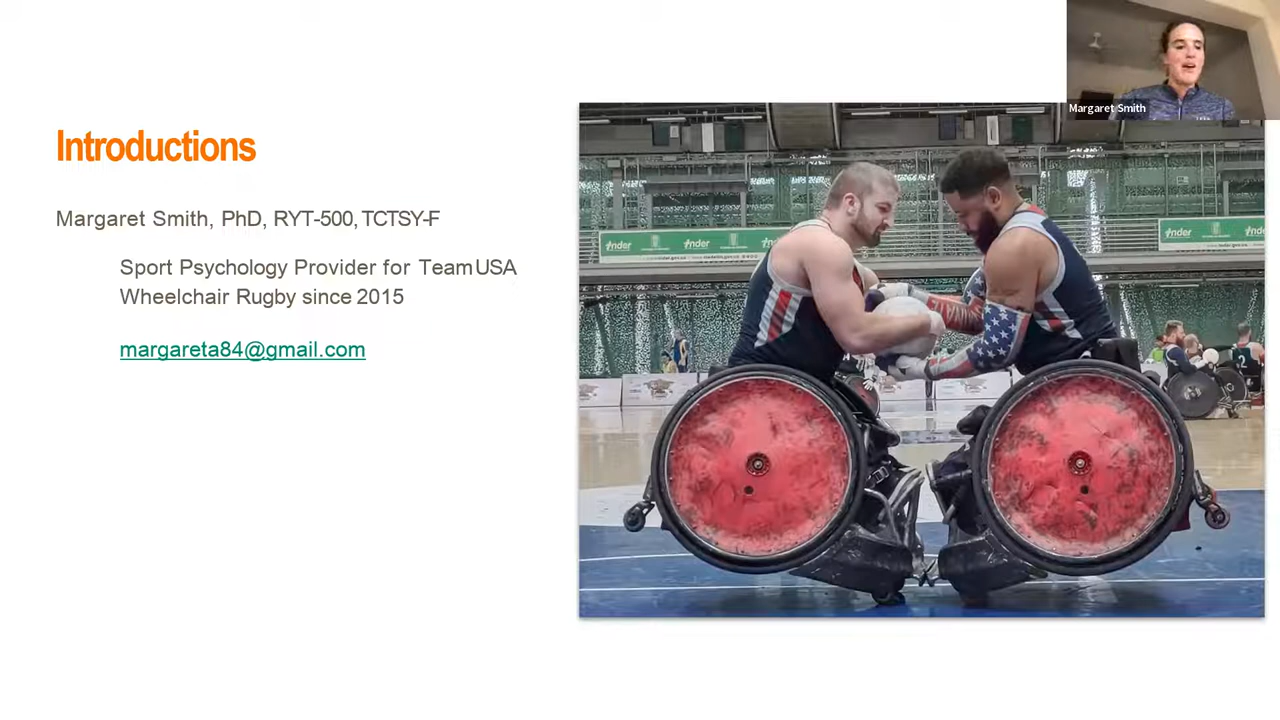 Margaret Smith
Introductions
Margaret Smith, PhD, RYT-500, TCTSY-F
Sport Psychology Provider for Team USA
Wheelchair Rugby since 2015
margareta84@gmail.com
inder
inder
inder
inder